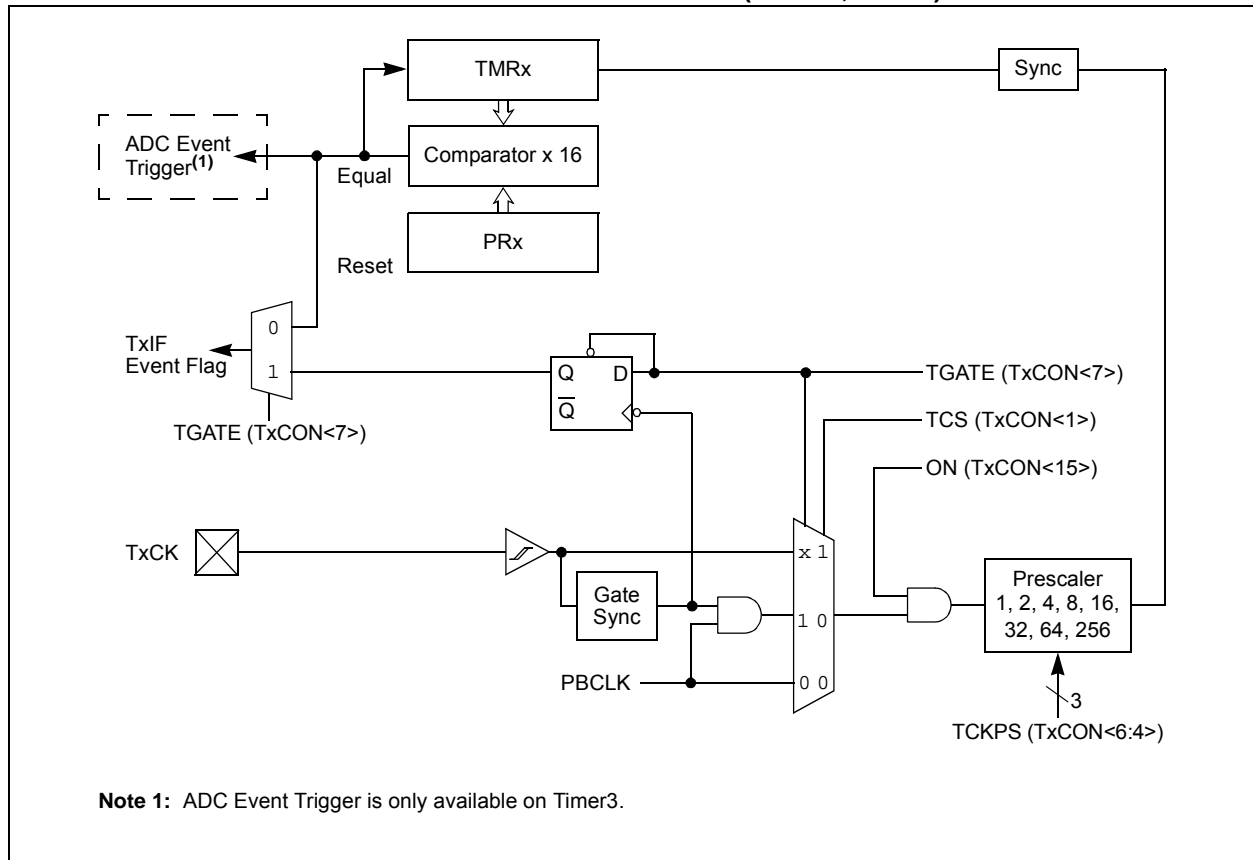 TMRx
Sync
ADC Event
Trigger(1)
Comparator x 16
Equal
PRx
Reset
0
TxIF
Event Flag
1
Q D
Q
TGATE (TxCON<7>)
TCS (TxCON<1>)
TGATE (TxCON<7>)
ON (TxCON<15>)
TxCK
x 1
Prescaler
1, 2, 4, 8, 16,
32, 64, 256
Gate
Sync
1 0
PBCLK
0 0
3
TCKPS (TxCON<6:4>)
Note 1: ADC Event Trigger is only available on Timer3.